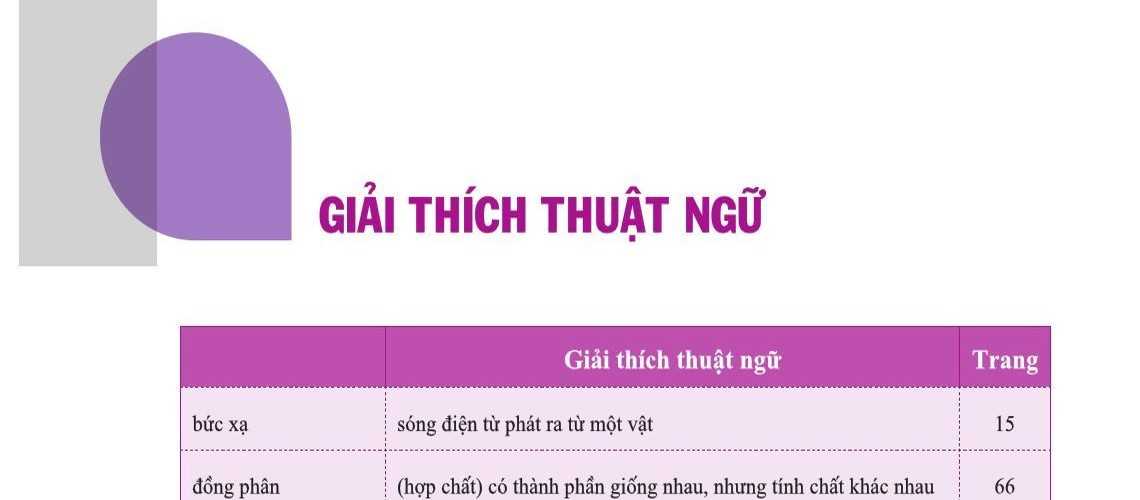 GIẢI THÍCH THUẬT NGỮ
Giải thích thuật ngữ Trang
bức xạ sóng điện từ phát ra từ một vật 15
đồng phân (hợp chất) có thành phần giống nhau, nhưng tính chất khác nhau 66